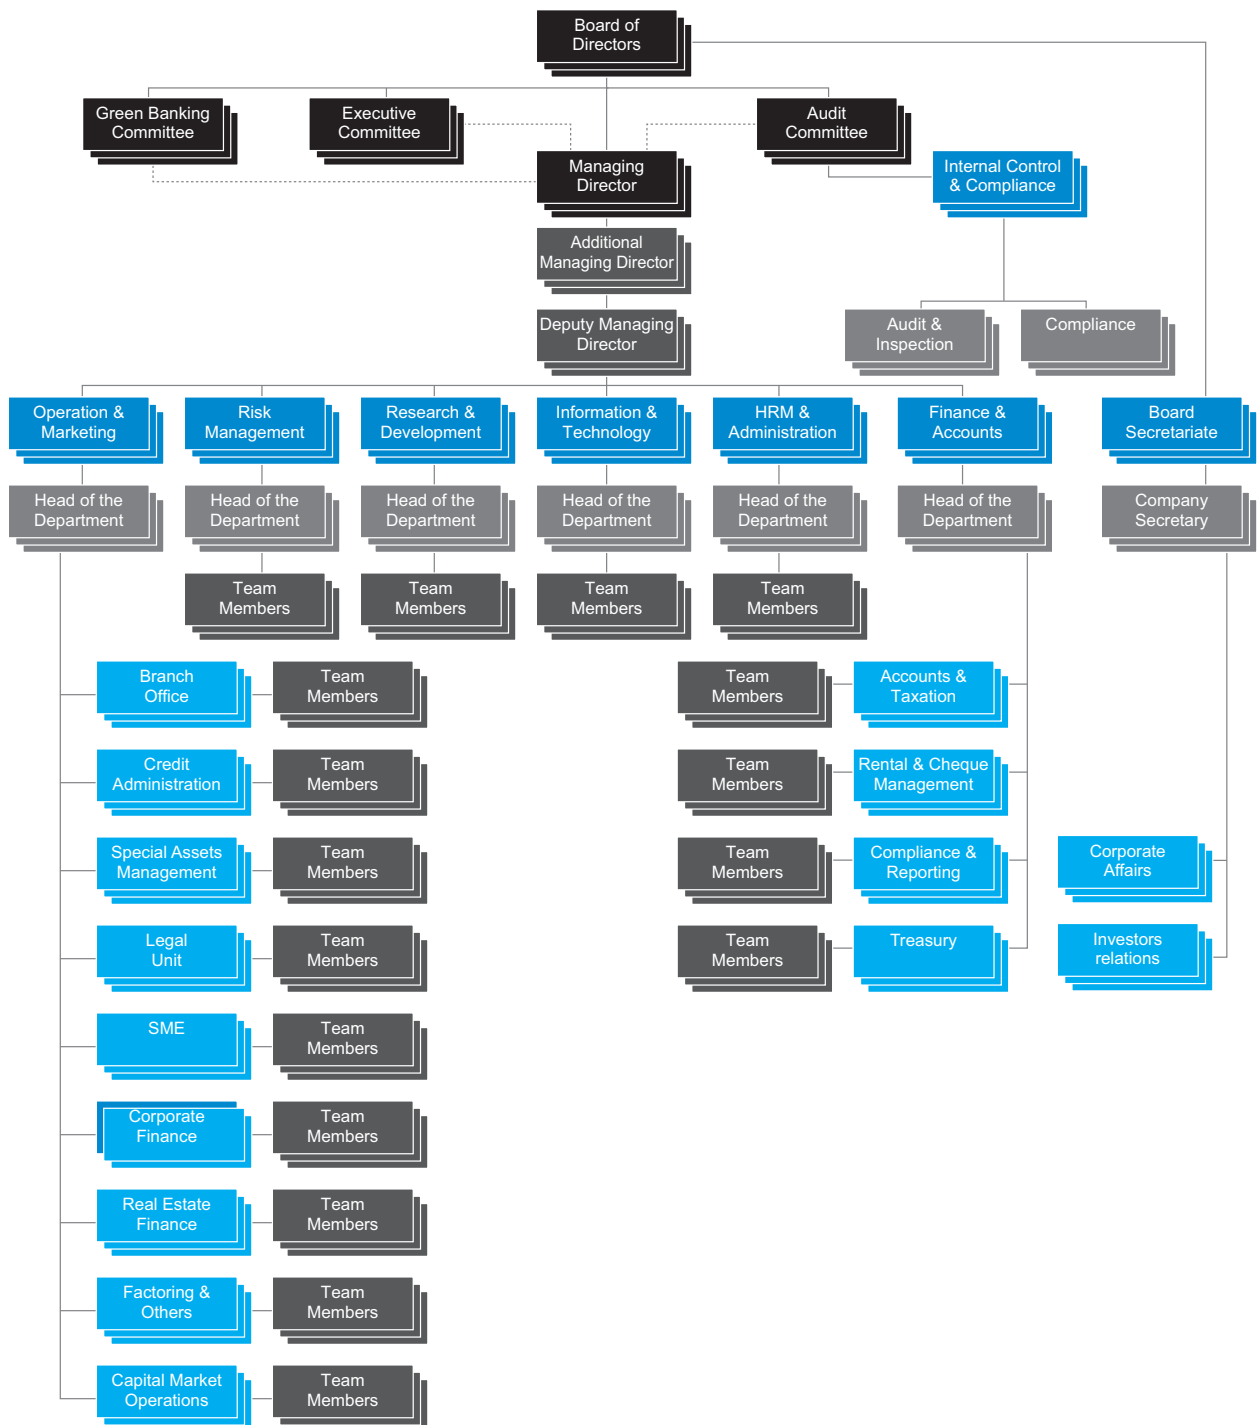 Board of
Directors
Green Banking
Committee
Executive
Committee
Audit
Committee
Managing
Director
Internal Control
& Compliance
Additional
Managing Director
Deputy Managing
Director
Audit &
Inspection
Compliance
Operation &
Marketing
Risk
Management
Research &
Development
Information &
Technology
HRM &
Administration
Finance &
Accounts
Board
Secretariate
Head of the
Department
Head of the
Department
Head of the
Department
Head of the
Department
Head of the
Department
Head of the
Department
Company
Secretary
Team
Members
Team
Members
Team
Members
Team
Members
Branch
Office
Team
Members
Team
Members
Accounts &
Taxation
Credit
Administration
Team
Members
Team
Members
Rental & Cheque
Management
Special Assets
Management
Team
Members
Team
Members
Compliance &
Reporting
Corporate
Affairs
Legal
Unit
Team
Members
Team
Members
Treasury
Investors
relations
SME
Team
Members
Corporate
Finance
Team
Members
Real Estate
Finance
Team
Members
Factoring &
Others
Team
Members
Capital Market
Operations
Team
Members